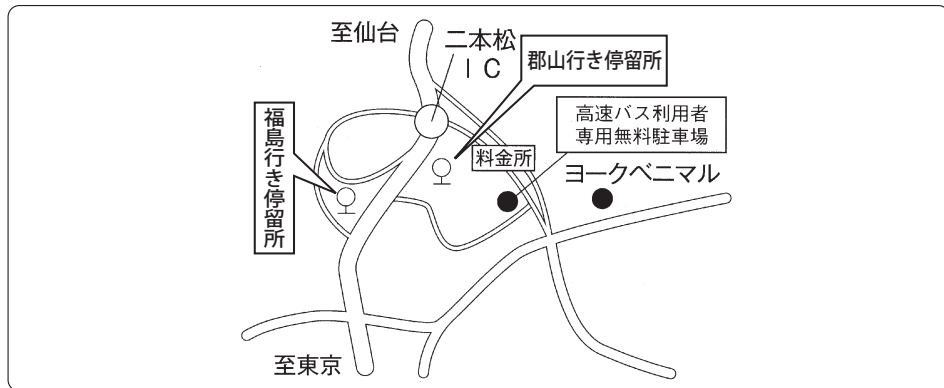 至仙台
二本松
ＩＣ
郡山行き停留所
高速バス利用者
専用無料駐車場
福島行き停留所
料金所
ヨークベニマル
至東京